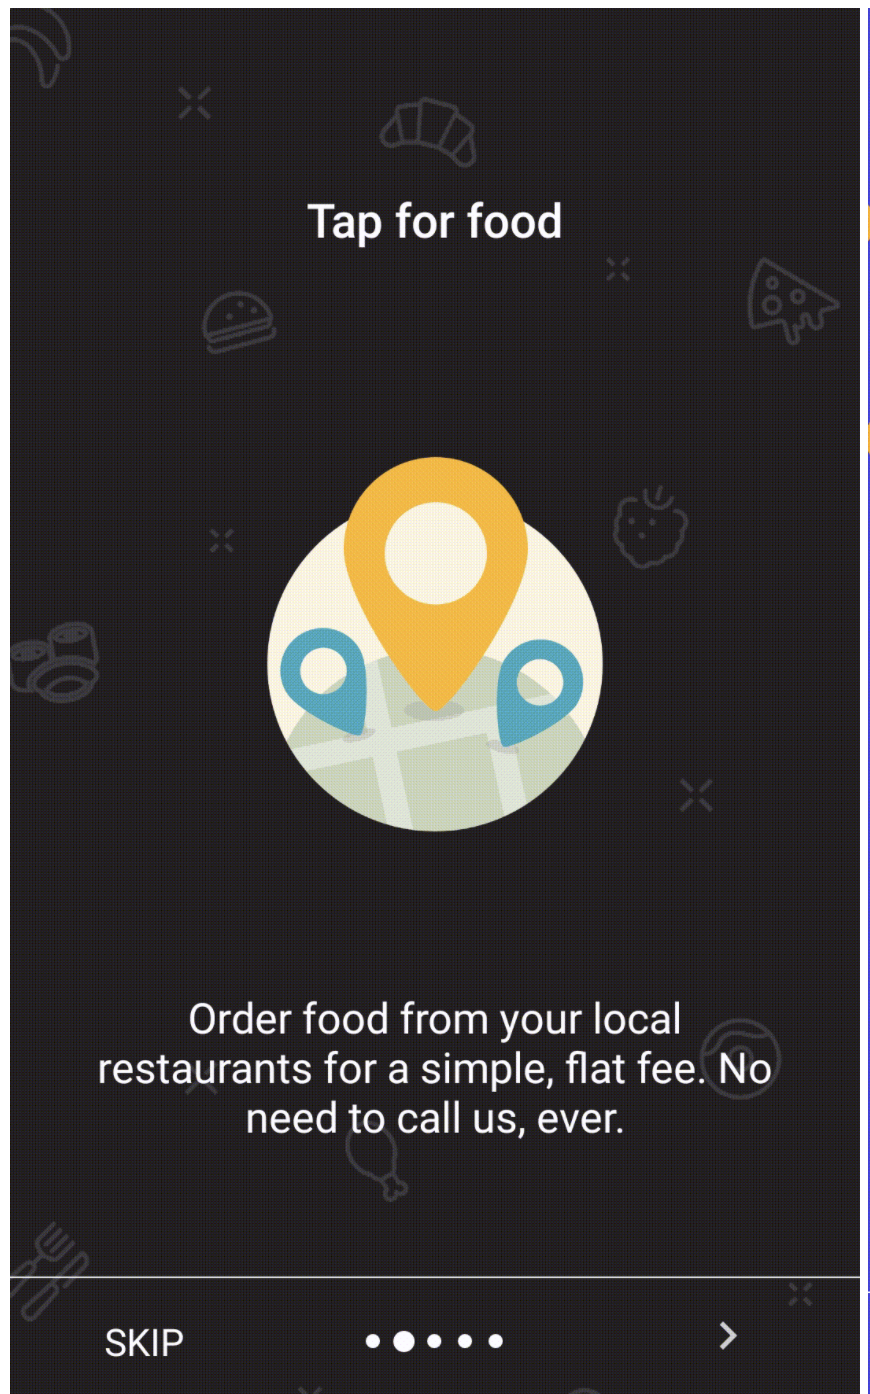 Tap for food
Order food from your local
restaurants for a simple, flat fee. No
need to call us, ever.
SKIP